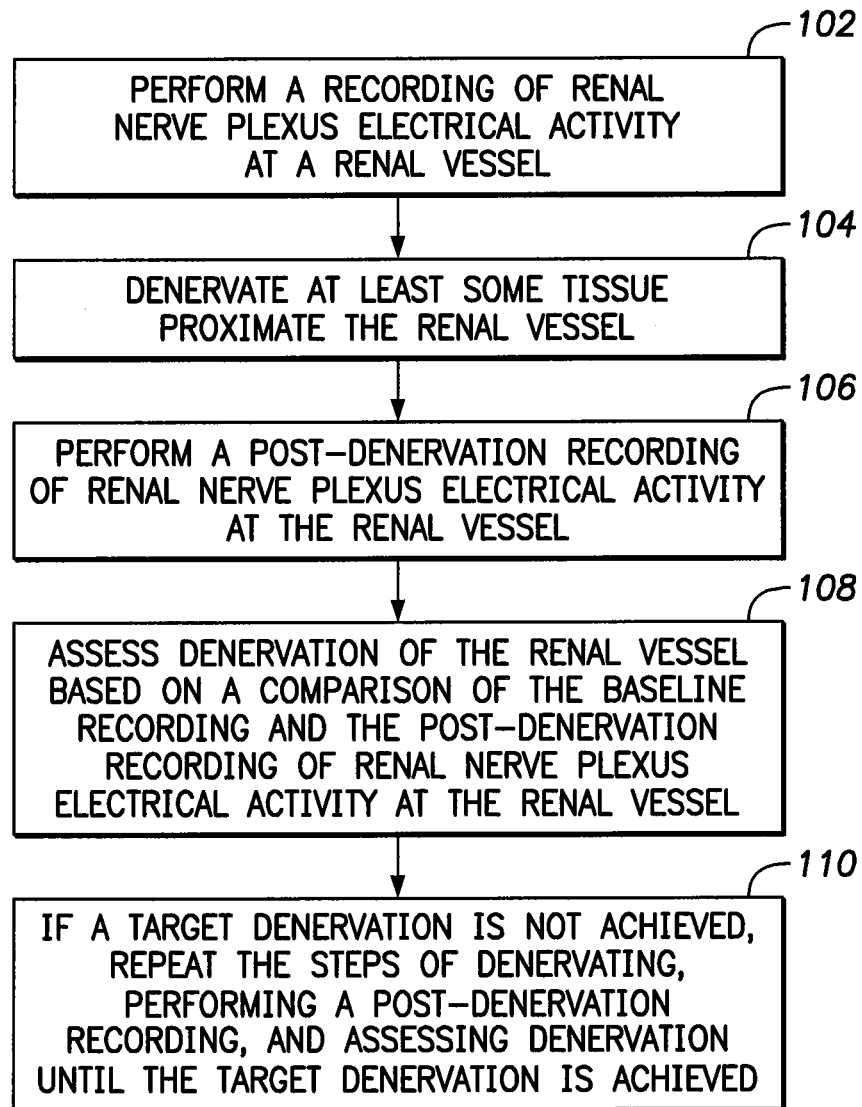 102
PERFORM A RECORDING OF RENAL
NERVE PLEXUS ELECTRICAL ACTIVITY
AT A RENAL VESSEL
104
DENERVATE AT LEAST SOME TISSUE
PROXIMATE THE RENAL VESSEL
106
PERFORM A POST–DENERVATION RECORDING
OF RENAL NERVE PLEXUS ELECTRICAL ACTIVITY
AT THE RENAL VESSEL
108
ASSESS DENERVATION OF THE RENAL VESSEL
BASED ON A COMPARISON OF THE BASELINE
RECORDING AND THE POST–DENERVATION
RECORDING OF RENAL NERVE PLEXUS
ELECTRICAL ACTIVITY AT THE RENAL VESSEL
110
IF A TARGET DENERVATION IS NOT ACHIEVED,
REPEAT THE STEPS OF DENERVATING,
PERFORMING A POST–DENERVATION
RECORDING, AND ASSESSING DENERVATION
UNTIL THE TARGET DENERVATION IS ACHIEVED